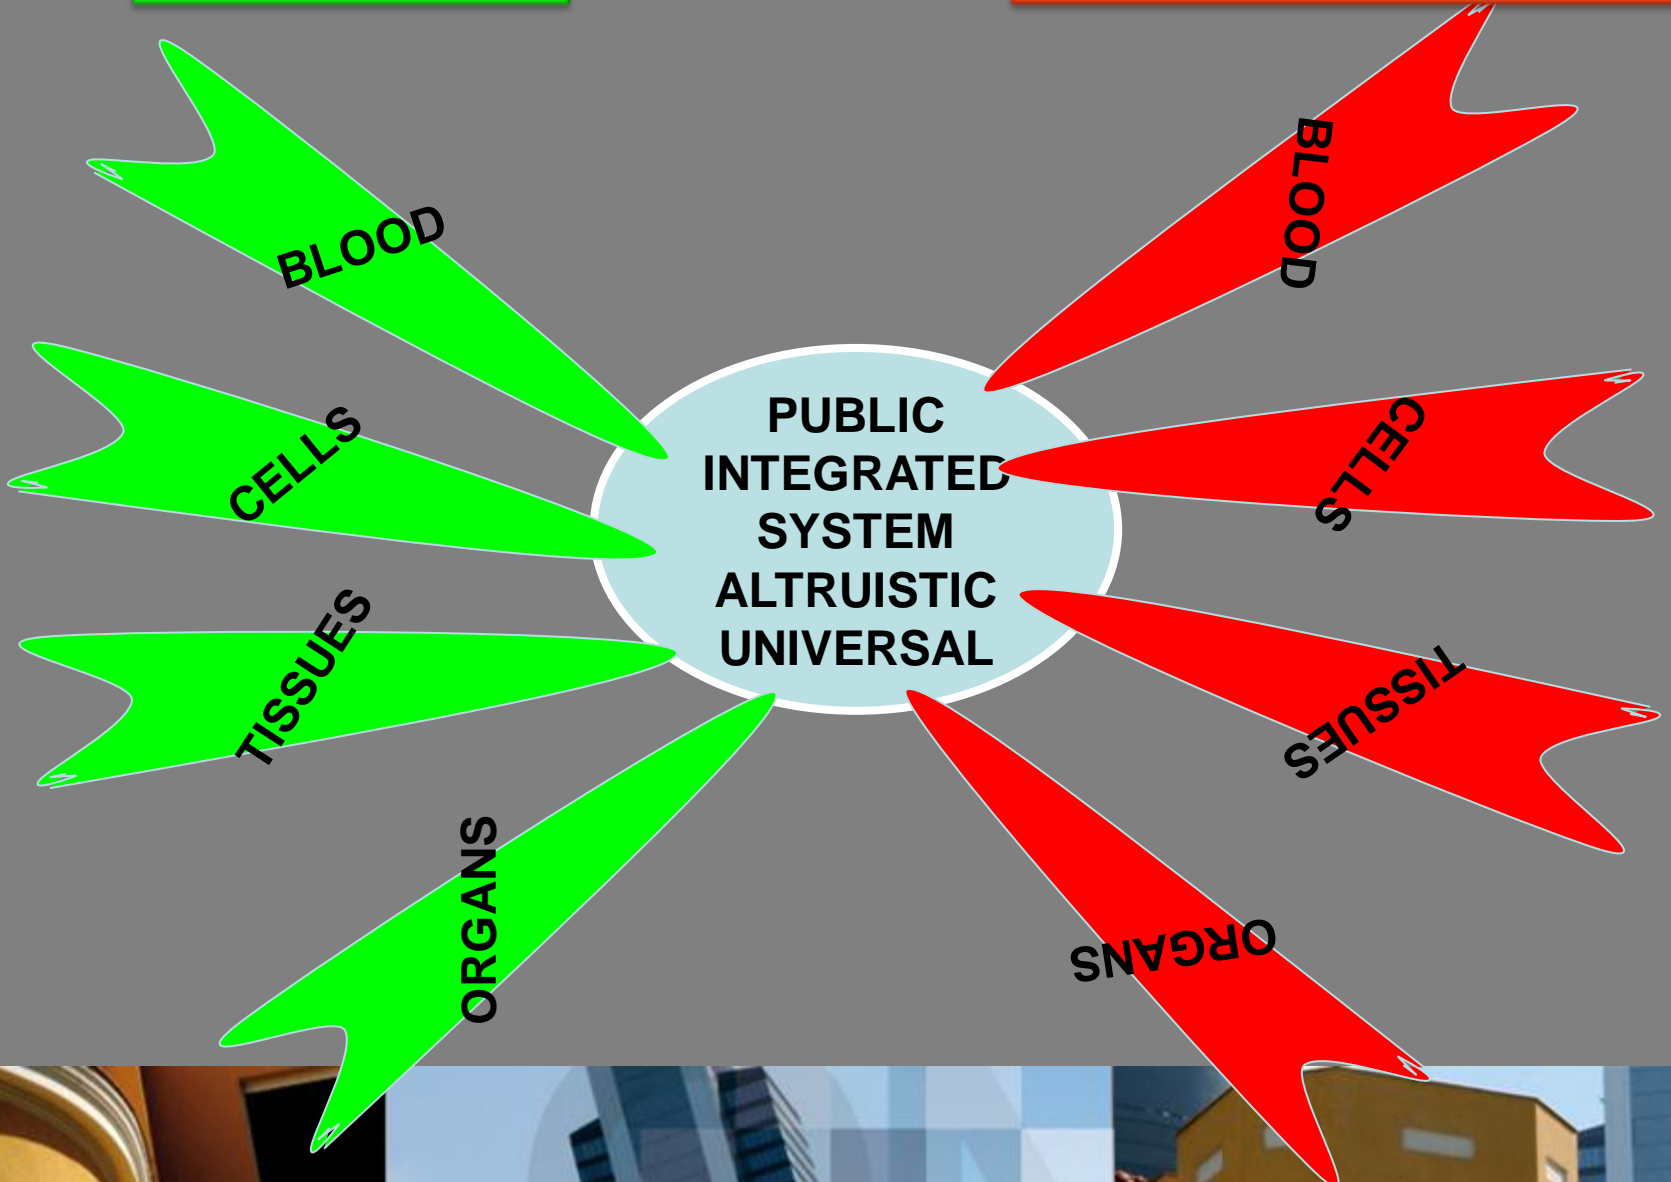 BLOOD
CELLS
TISSUES
ORGANS
PUBLIC
INTEGRATED
SYSTEM
ALTRUISTIC
UNIVERSAL
BLOOD
CELLS
TISSUES
ORGANS